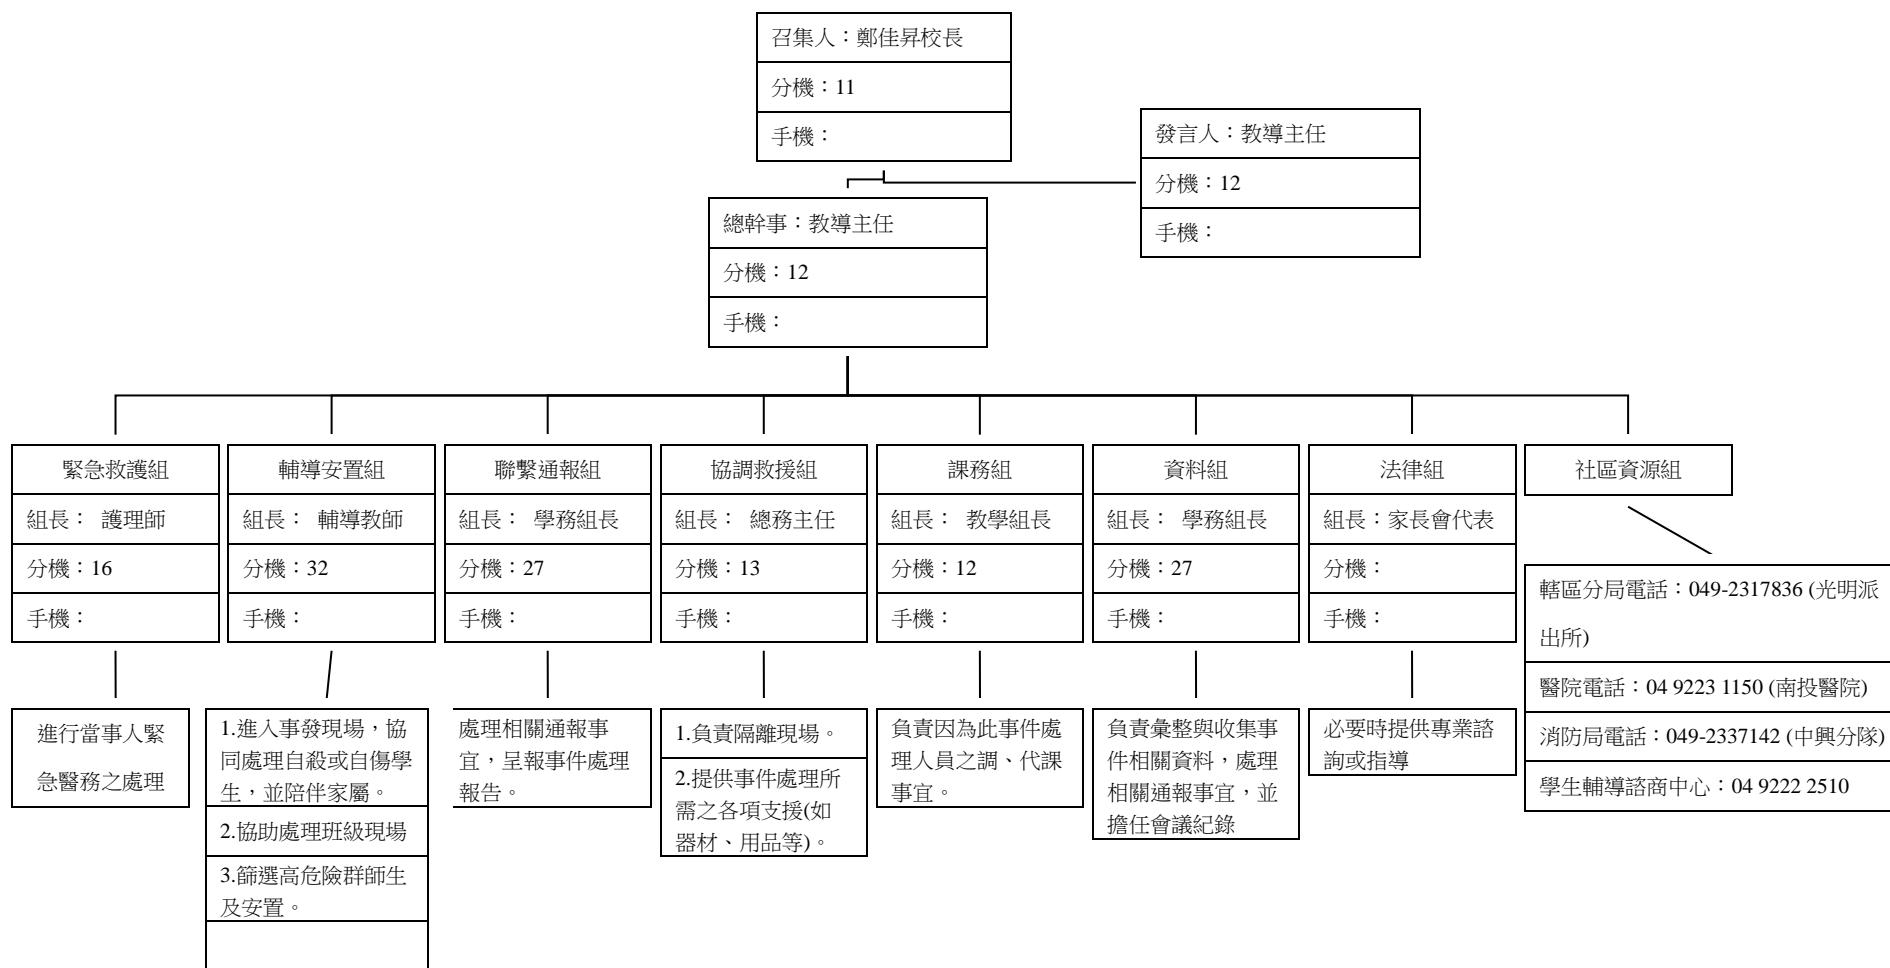 召集人：鄭佳昇校長
分機：11
手機：
發言人：教導主任
分機：12
手機：
總幹事：教導主任
分機：12
手機：
緊急救護組
組長： 護理師
分機：16
手機：
進行當事人緊
急醫務之處理
輔導安置組
組長： 輔導教師
分機：32
手機：
1.進入事發現場，協
同處理自殺或自傷學
生，並陪伴家屬。
2.協助處理班級現場
3.篩選高危險群師生
及安置。
聯繫通報組
組長： 學務組長
分機：27
手機：
處理相關通報事
宜，呈報事件處理
報告。
協調救援組
組長： 總務主任
分機：13
手機：
1.負責隔離現場。
2.提供事件處理所
需之各項支援(如
器材、用品等)。
課務組
組長： 教學組長
分機：12
手機：
負責因為此事件處
理人員之調、代課
事宜。
資料組
組長： 學務組長
分機：27
手機：
負責彙整與收集事
件相關資料，處理
相關通報事宜，並
擔任會議紀錄
法律組
組長：家長會代表
分機：
手機：
必要時提供專業諮
詢或指導
社區資源組
轄區分局電話：049-2317836 (光明派
出所)
醫院電話：04 9223 1150 (南投醫院)
消防局電話：049-2337142 (中興分隊)
學生輔導諮商中心：04 9222 2510